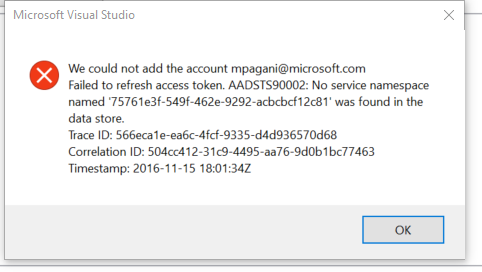 Microsoft Visual Studio
We could not add the account mpagani@microsoft.com
Failed to refresh access token. AADSTS90002: No service namespace
named '75761e3f-549f-462e-9292-acbcbcf12c81' was found in the
data store.
Trace ID: 566eca1e-ea6c-4fcf-9335-d4d936570d68
Correlation ID: 504cc412-31c9-4495-aa76-9d0b1bc77463
Timestamp: 2016-11-15 18:01:34Z
OK